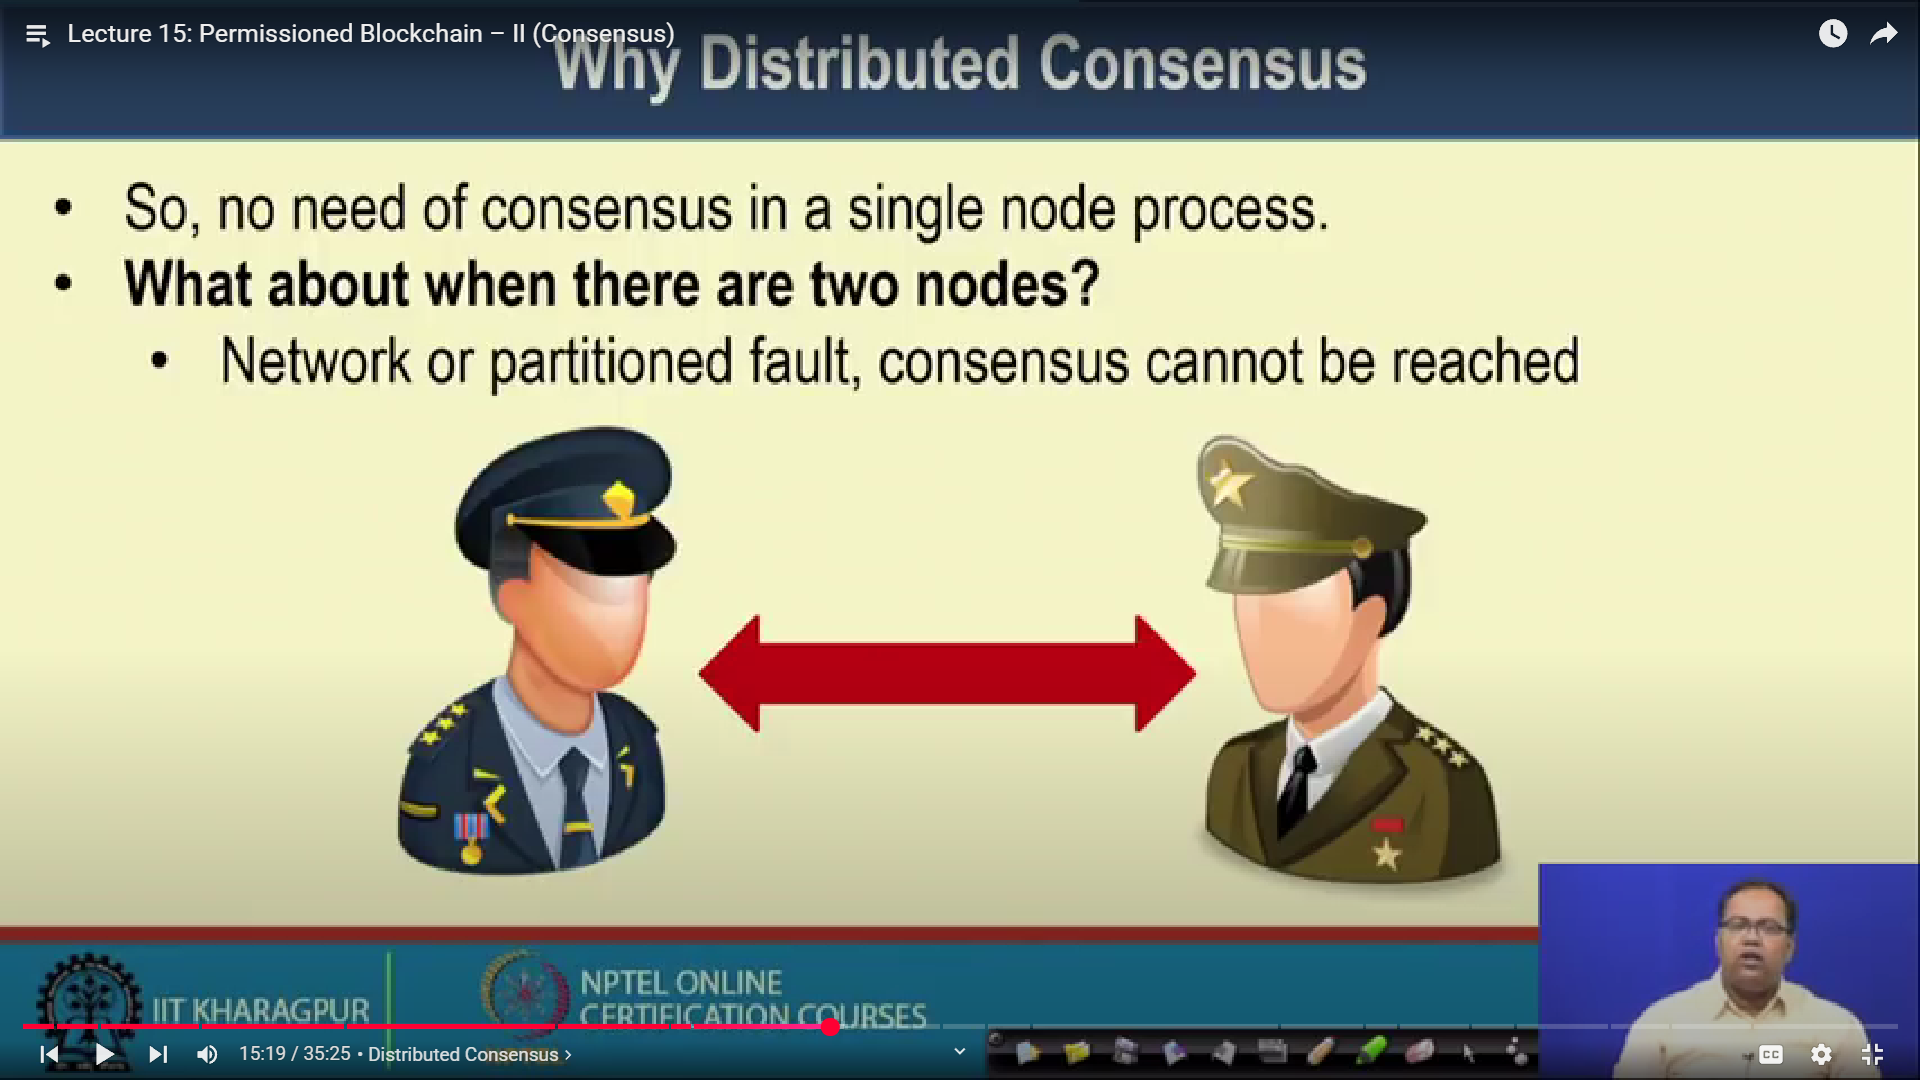 Lecture 15: Permissioned Blockchain – II (Consensus)
Why Distributed Consensus
• So, no need of consensus in a single node process.
• What about when there are two nodes?
• Network or partitioned fault, consensus cannot be reached
IIT KHARAGPUR
NPTEL ONLINE
CERTIFICATION COURSES
15:19 / 35:25 • Distributed Consensus ›
CC